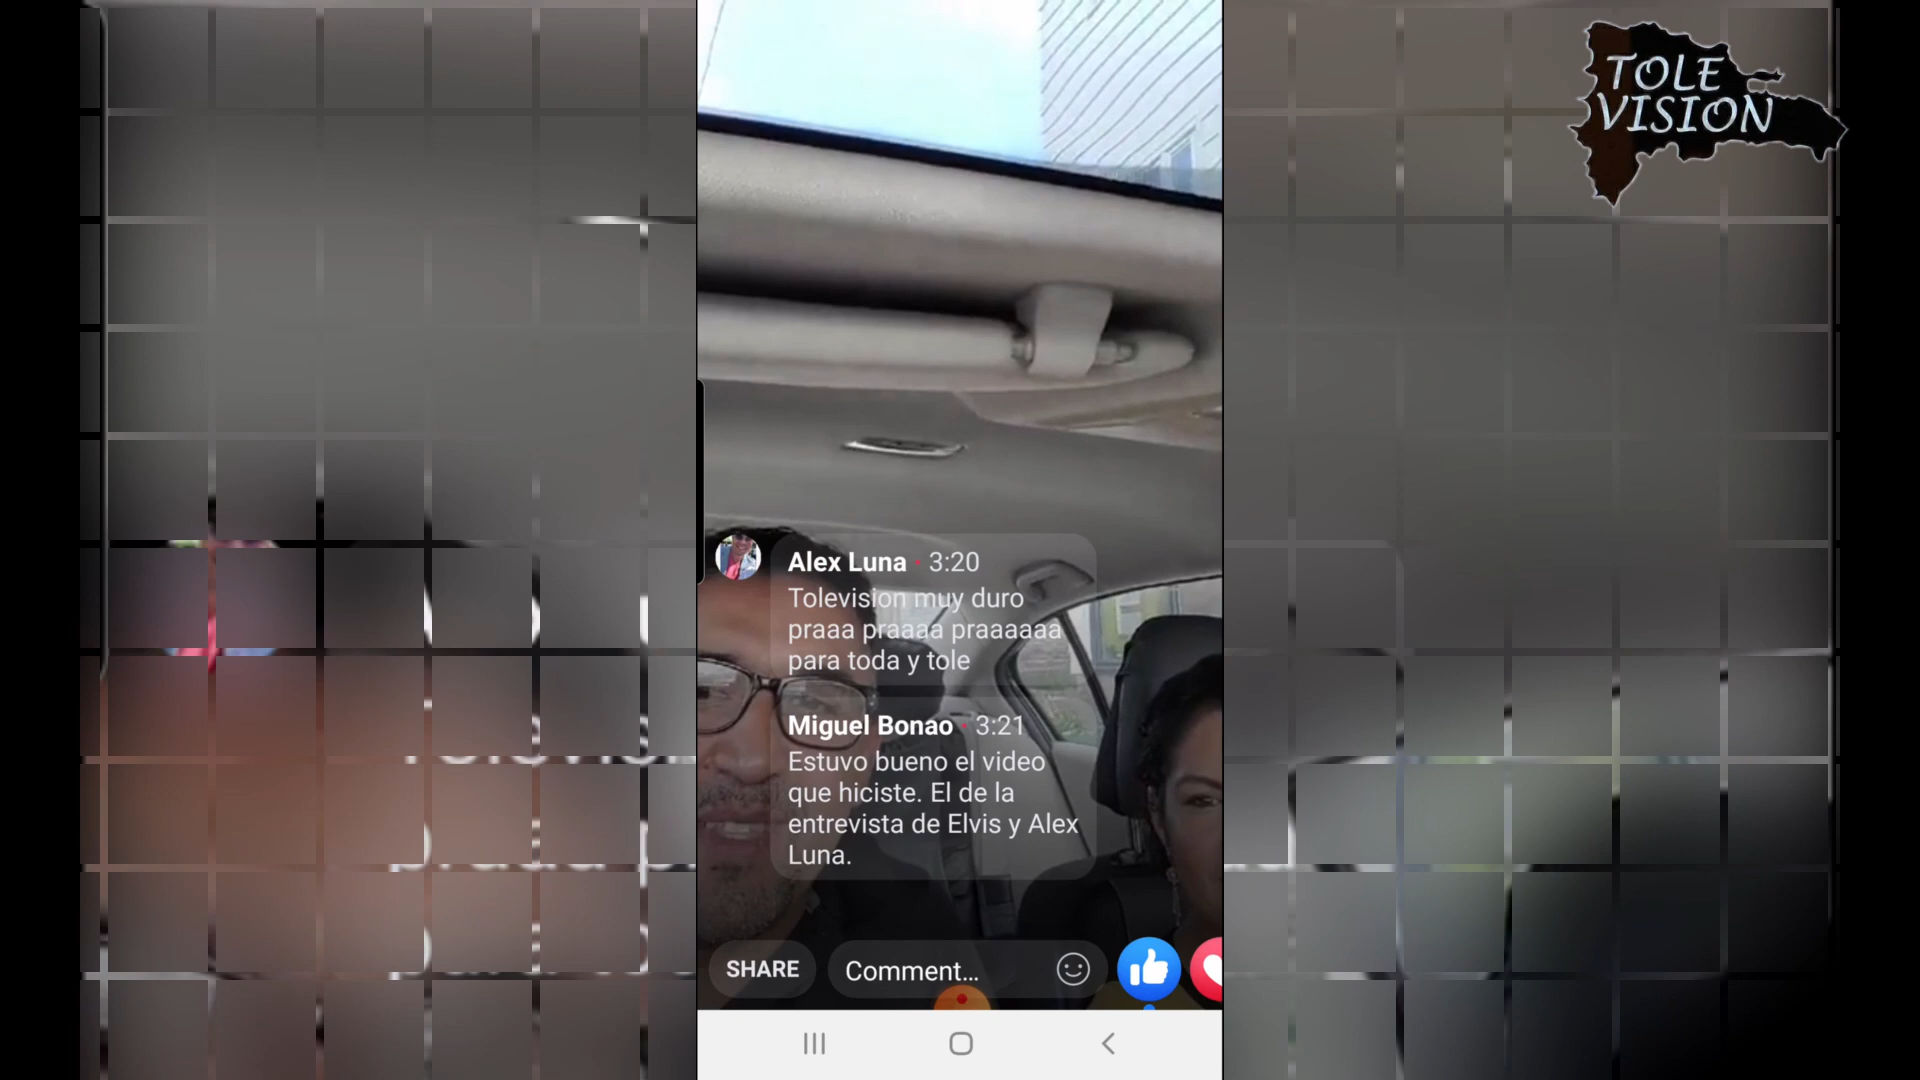 TOLE
VISION
Alex Luna · 3:20
Tolevision muy duro
praaa praaaa praaaaaa
para toda y tole
Miguel Bonao · 3:21
Estuvo bueno el video
que hiciste. El de la
entrevista de Elvis y Alex
Luna.
SHARE
Comment...